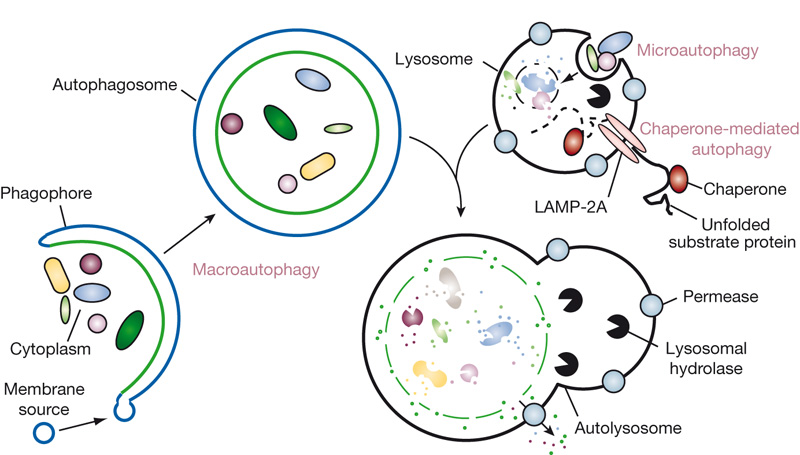 Lysosome
Microautophagy
Autophagosome
Chaperone-mediated
autophagy
Phagophore
LAMP-2A
Chaperone
Unfolded
substrate protein
Macroautophagy
Permease
Cytoplasm
Lysosomal
hydrolase
Membrane
source
Autolysosome